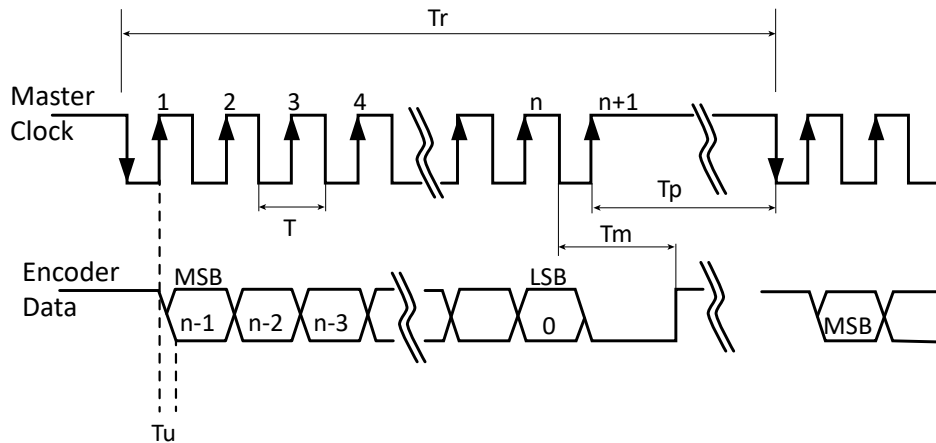 Tr
Master
Clock
1 2 3 4 n n+1
T
Tp
Tm
Encoder
Data
MSB
LSB
n-1 n-2 n-3 0 MSB
Tu